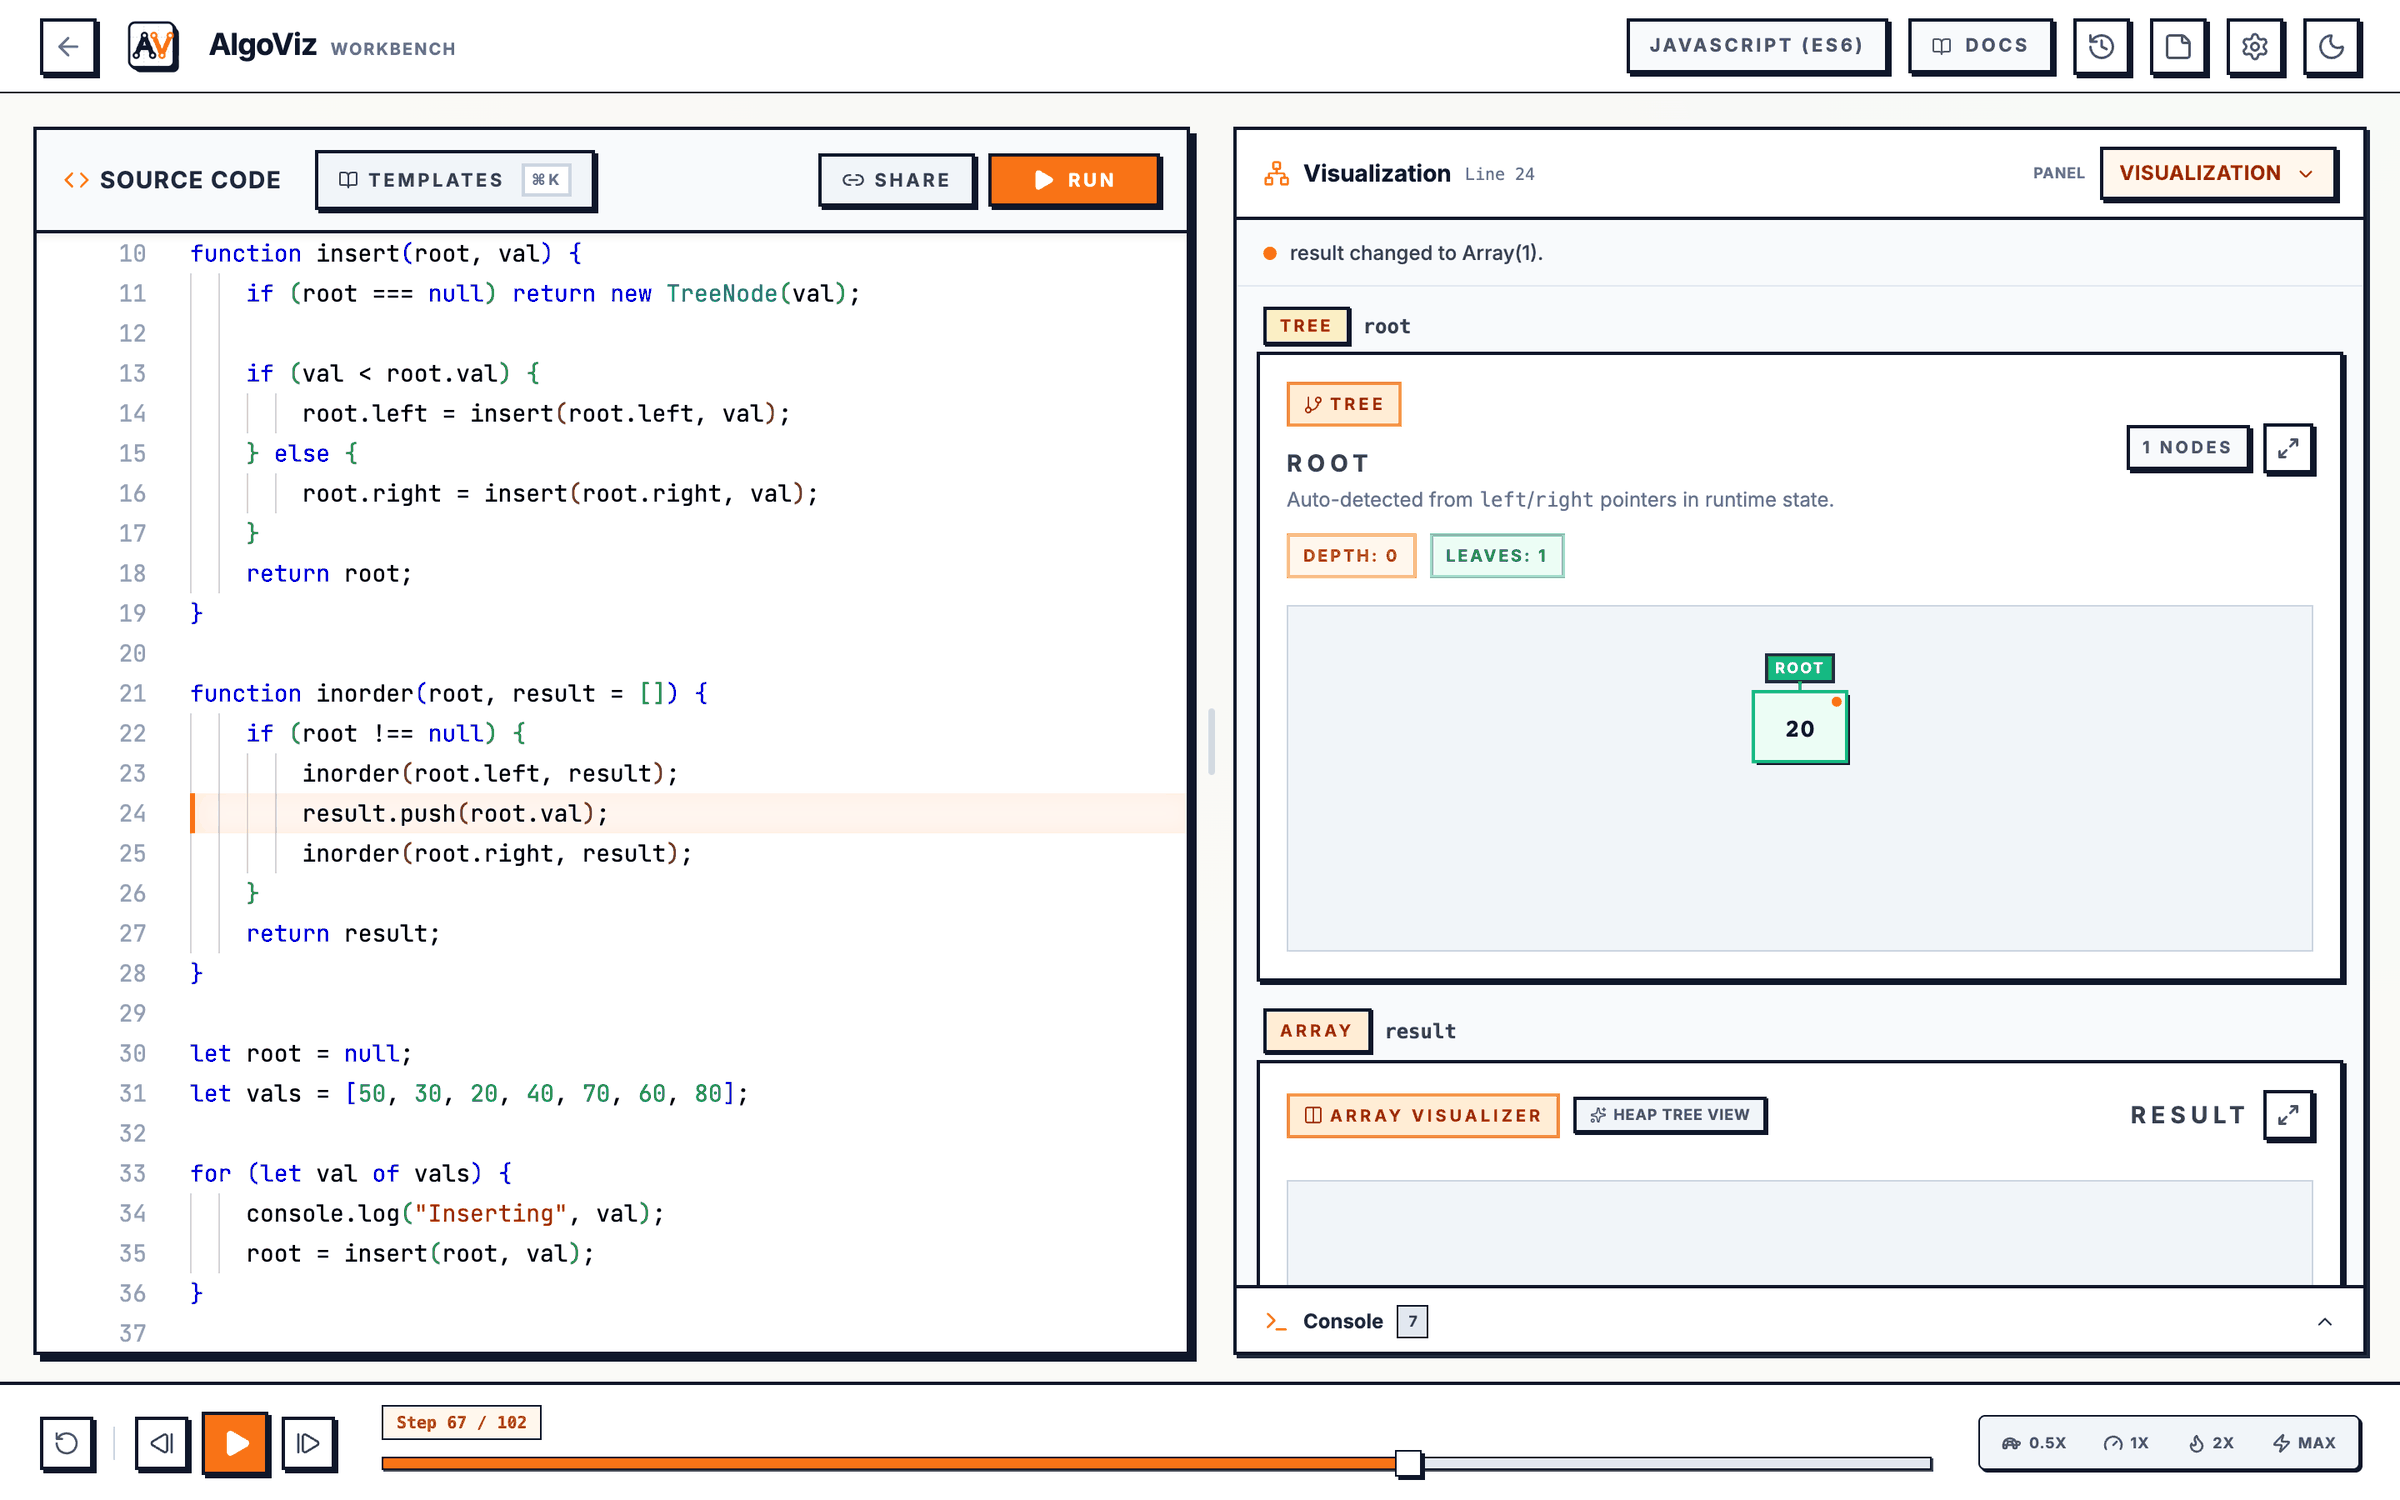 AV AlgoViz WORKBENCH
JAVASCRIPT (ES6) DOCS
SOURCE CODE TEMPLATES ⌘K SHARE RUN
10 function insert(root, val) {
11 if (root === null) return new TreeNode(val);
12
13 if (val < root.val) {
14 root.left = insert(root.left, val);
15 } else {
16 root.right = insert(root.right, val);
17 }
18 return root;
19 }
20
21 function inorder(root, result = []) {
22 if (root !== null) {
23 inorder(root.left, result);
24 result.push(root.val);
25 inorder(root.right, result);
26 }
27 return result;
28 }
29
30 let root = null;
31 let vals = [50, 30, 20, 40, 70, 60, 80];
32
33 for (let val of vals) {
34 console.log("Inserting", val);
35 root = insert(root, val);
36 }
37
Visualization Line 24 PANEL VISUALIZATION
result changed to Array(1).
TREE root
TREE
ROOT
1 NODES
Auto-detected from left/right pointers in runtime state.
DEPTH: 0 LEAVES: 1
ROOT
20
ARRAY result
ARRAY VISUALIZER HEAP TREE VIEW RESULT
Console 7
Step 67 / 102
0.5X 1X 2X MAX